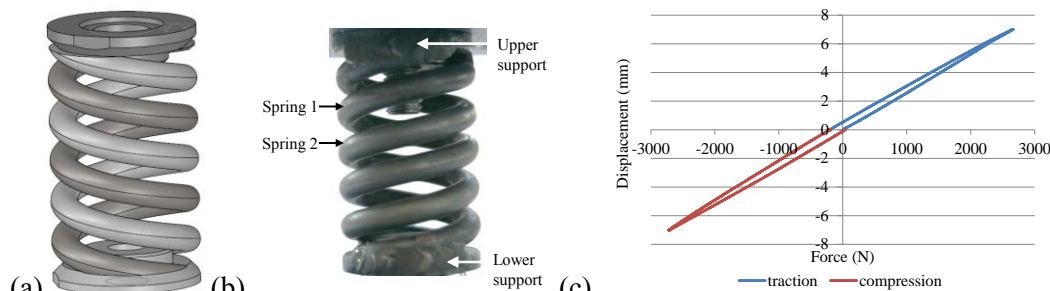 (a)
(b)
Spring 1
Spring 2
Upper
support
Lower
support
(c)
Displacement (mm)
8
6
4
2
0
-2
-4
-6
-8
-3000 -2000 -1000 0 1000 2000 3000
Force (N)
traction compression